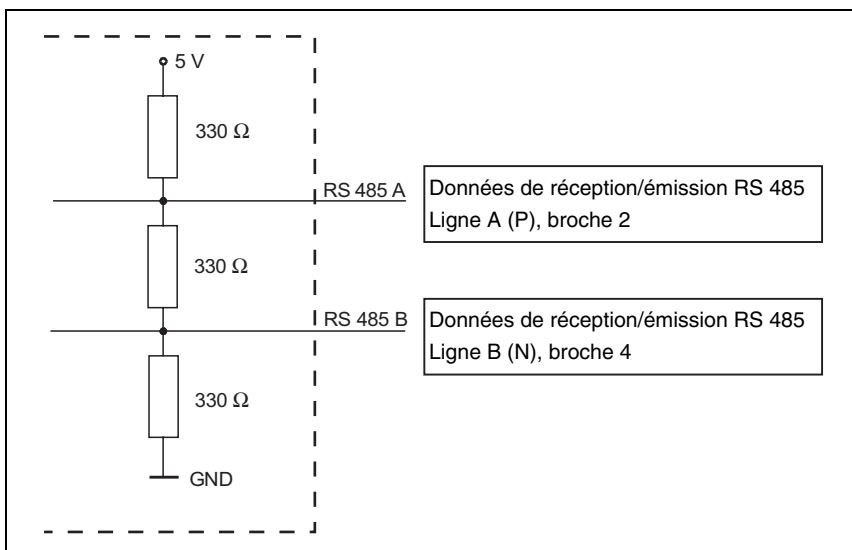 5 V
330 Ω
RS 485 A
Données de réception/émission RS 485
Ligne A (P), broche 2
330 Ω
RS 485 B
Données de réception/émission RS 485
Ligne B (N), broche 4
330 Ω
GND